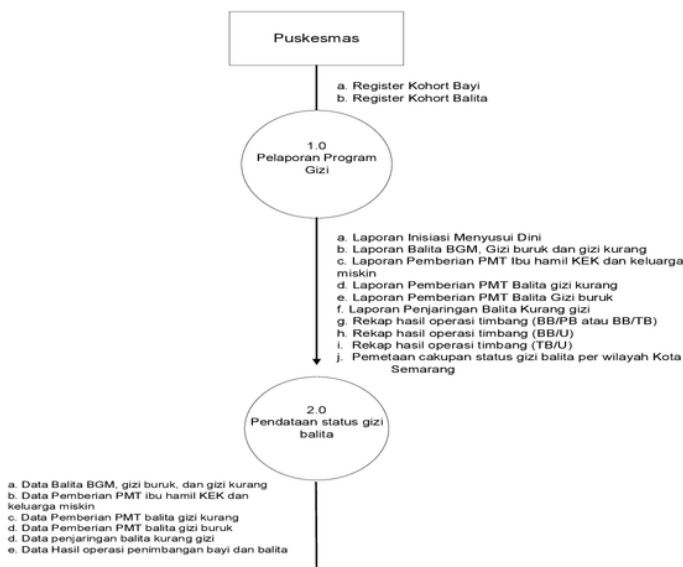 Puskesmas
a. Register Kohort Bayi
b. Register Kohort Balita
1.0
Pelaporan Program
Gizi
a. Laporan Inisiasi Menyusui Dini
b. Laporan Balita BGM, Gizi buruk dan gizi kurang
c. Laporan Pemberian PMT Ibu hamil KEK dan keluarga
miskin
d. Laporan Pemberian PMT Balita gizi kurang
e. Laporan Pemberian PMT Balita Gizi buruk
f. Laporan Penjaringan Balita Kurang gizi
g. Rekap hasil operasi timbang (BB/PB atau BB/TB)
h. Rekap hasil operasi timbang (BB/U)
i. Rekap hasil operasi timbang (TB/U)
j. Pemetaan cakupan status gizi balita per wilayah Kota
Semarang
2.0
Pendataan status gizi
balita
a. Data Balita BGM, gizi buruk, dan gizi kurang
b. Data Pemberian PMT ibu hamil KEK dan
keluarga miskin
c. Data Pemberian PMT balita gizi kurang
d. Data Pemberian PMT balita gizi buruk
d. Data penjaringan balita kurang gizi
e. Data Hasil operasi penimbangan bayi dan balita